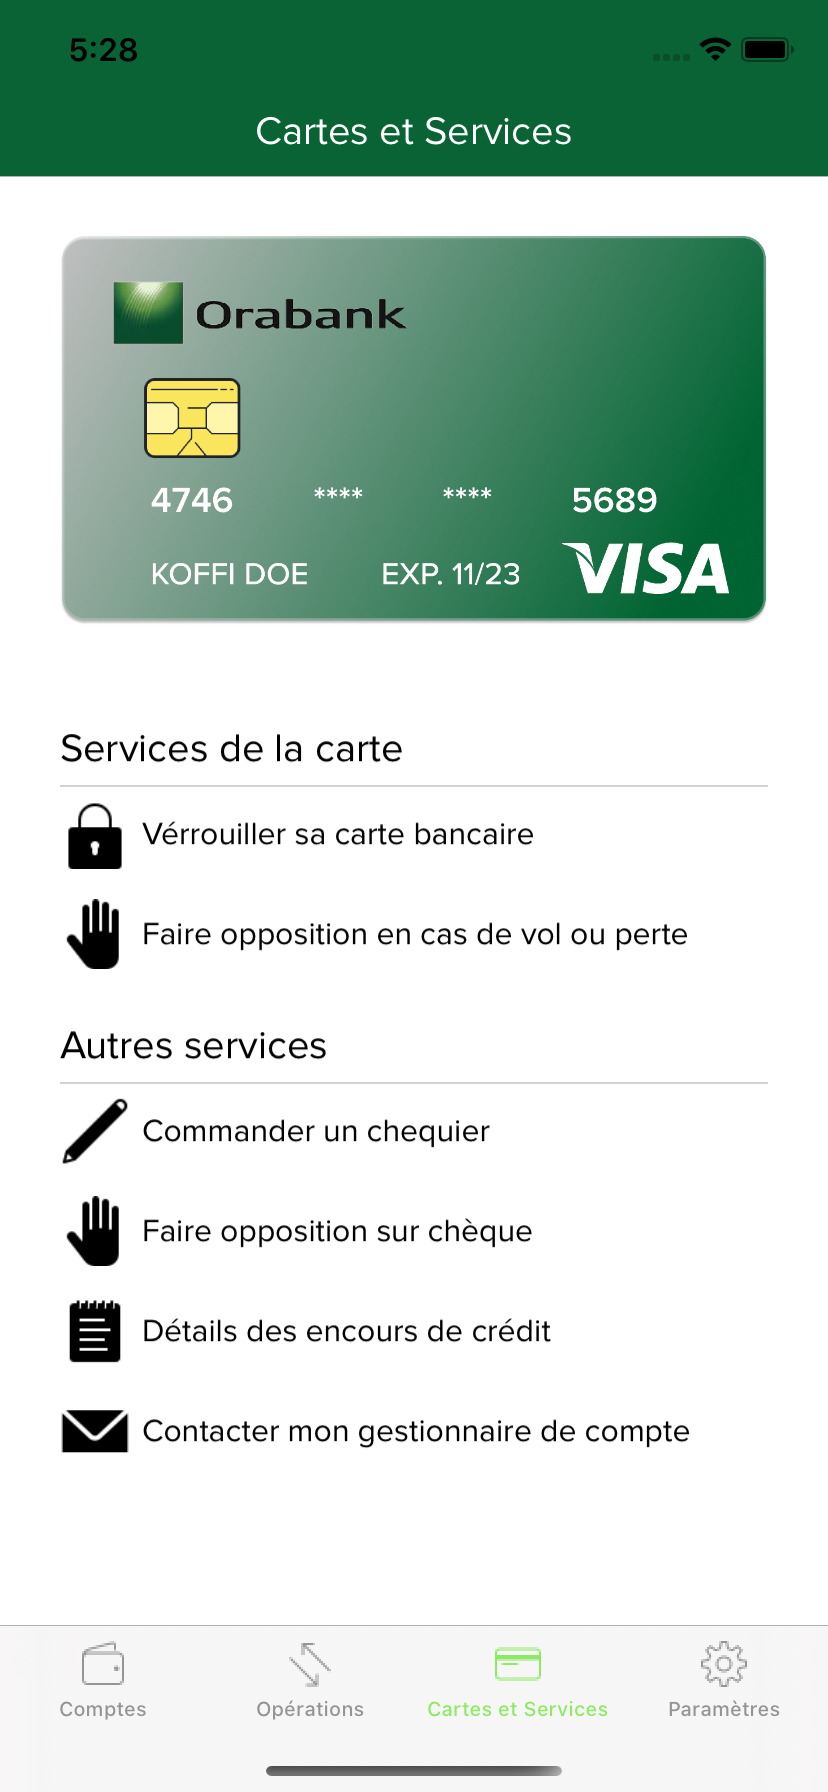 5:28
Cartes et Services
Orabank
4746 **** **** 5689
KOFFI DOE EXP. 11/23 VISA
Services de la carte
Vérrouiller sa carte bancaire
Faire opposition en cas de vol ou perte
Autres services
Commander un chequier
Faire opposition sur chèque
Détails des encours de crédit
Contacter mon gestionnaire de compte
Comptes Opérations Cartes et Services Paramètres